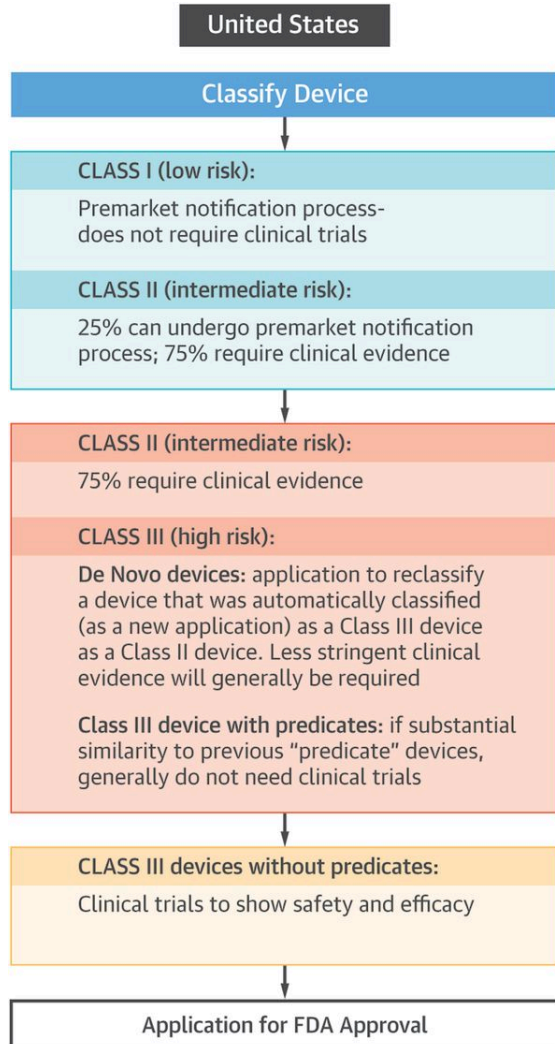 United States
Classify Device
CLASS I (low risk):
Premarket notification process-
does not require clinical trials
CLASS II (intermediate risk):
25% can undergo premarket notification
process; 75% require clinical evidence
CLASS II (intermediate risk):
75% require clinical evidence
CLASS III (high risk):
De Novo devices: application to reclassify
a device that was automatically classified
(as a new application) as a Class III device
as a Class II device. Less stringent clinical
evidence will generally be required
Class III device with predicates: if substantial
similarity to previous “predicate” devices,
generally do not need clinical trials
CLASS III devices without predicates:
Clinical trials to show safety and efficacy
Application for FDA Approval